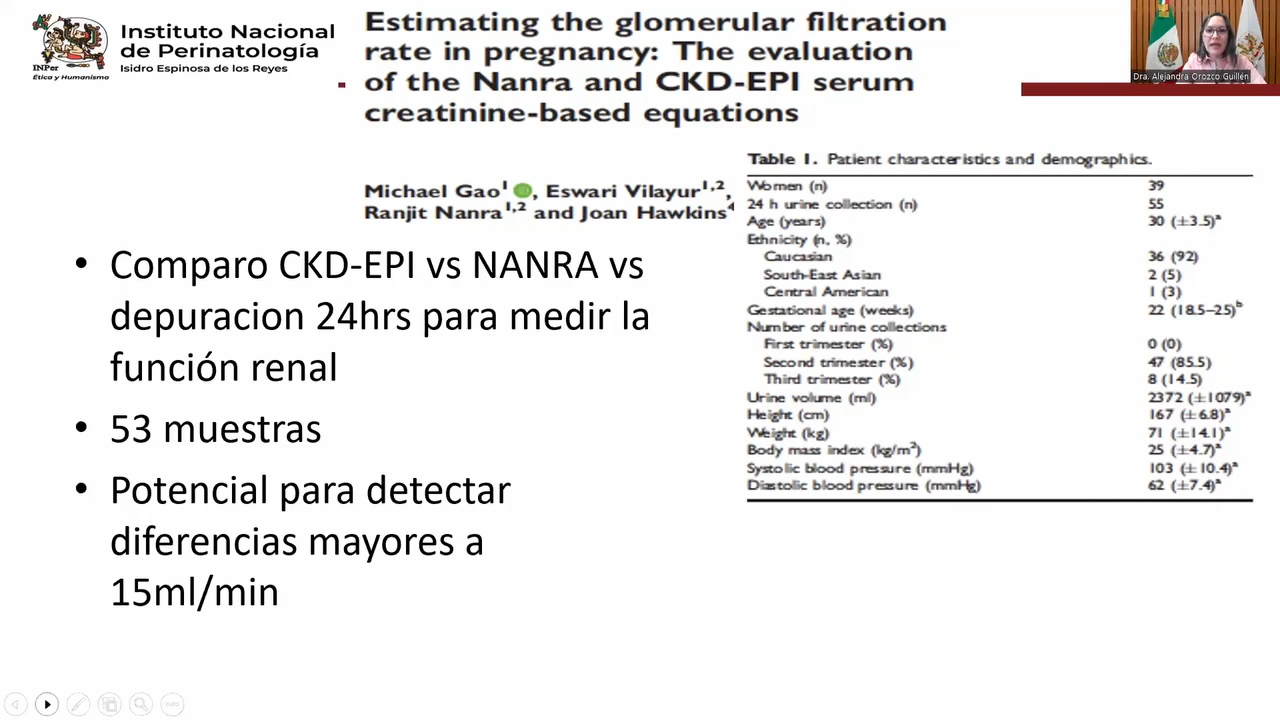 Instituto Nacional
de Perinatología
Isidro Espinosa de los Reyes
INPer
Ética y Humanismo
Estimating the glomerular filtration
rate in pregnancy: The evaluation
of the Nanra and CKD-EPI serum
creatinine-based equations
Dra. Alejandra Orozco Guillén
Michael Gao1, Eswari Vilayur1,2,
Ranjit Nanra1,2 and Joan Hawkins
• Comparo CKD-EPI vs NANRA vs
depuracion 24hrs para medir la
función renal
• 53 muestras
• Potencial para detectar
diferencias mayores a
15ml/min
Table 1. Patient characteristics and demographics.
Women (n) 39
24 h urine collection (n) 55
Age (years) 30 (±3.5)a
Ethnicity (n, %)
Caucasian 36 (92)
South-East Asian 2 (5)
Central American 1 (3)
Gestational age (weeks) 22 (18.5–25)b
Number of urine collections
First trimester (%) 0 (0)
Second trimester (%) 47 (85.5)
Third trimester (%) 8 (14.5)
Urine volume (ml) 2372 (±1079)a
Height (cm) 167 (±6.8)a
Weight (kg) 71 (±14.1)a
Body mass index (kg/m2) 25 (±4.7)a
Systolic blood pressure (mmHg) 103 (±10.4)a
Diastolic blood pressure (mmHg) 62 (±7.4)a